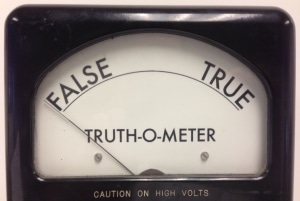 FALSE TRUE
TRUTH-O-METER
CAUTION ON HIGH VOLTS